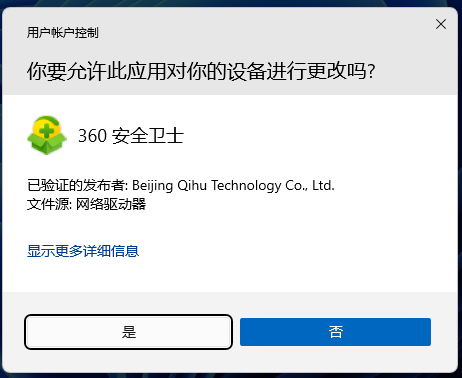 用户帐户控制
你要允许此应用对你的设备进行更改吗?
360 安全卫士
已验证的发布者: Beijing Qihu Technology Co., Ltd.
文件源: 网络驱动器
显示更多详细信息
是
否